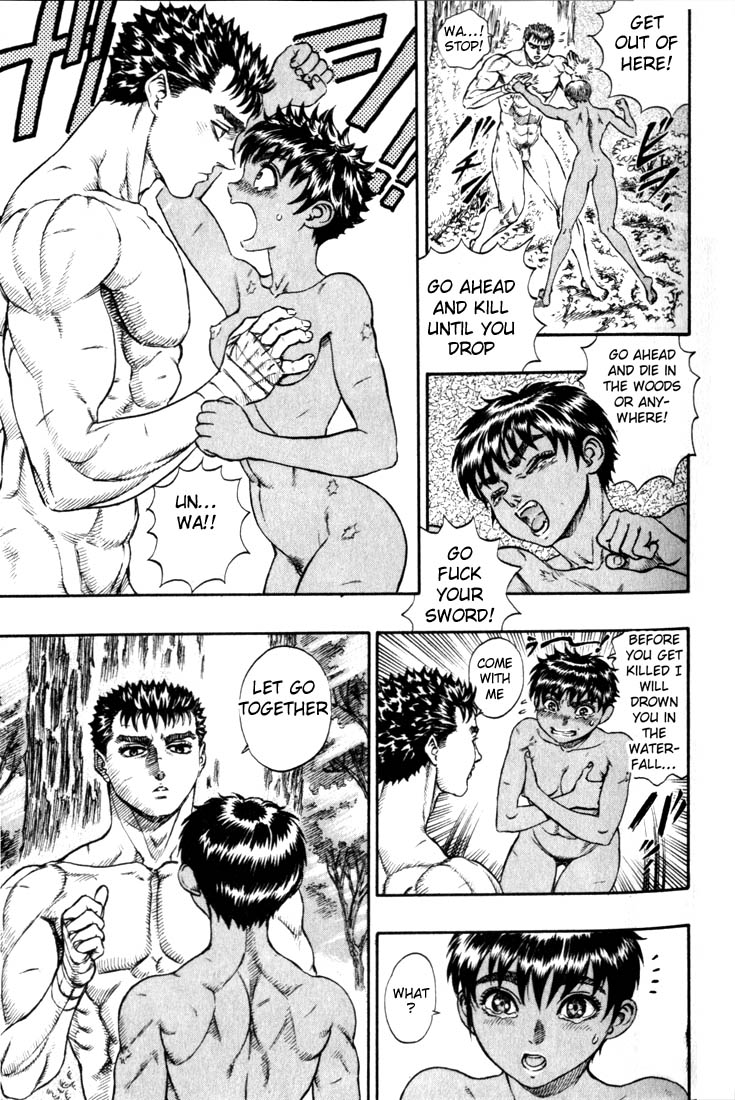 GET
OUT OF
HERE!
WA...!
STOP!
GO AHEAD
AND KILL
UNTIL YOU
DROP
GO AHEAD
AND DIE IN
THE WOODS
OR ANY-
WHERE!
GO
FUCK
YOUR
SWORD!
UN...
WA!!
BEFORE
YOU GET
KILLED I
WILL
DROWN
YOU IN
THE
WATER-
FALL...
COME
WITH
ME
LET GO
TOGETHER
WHAT
?